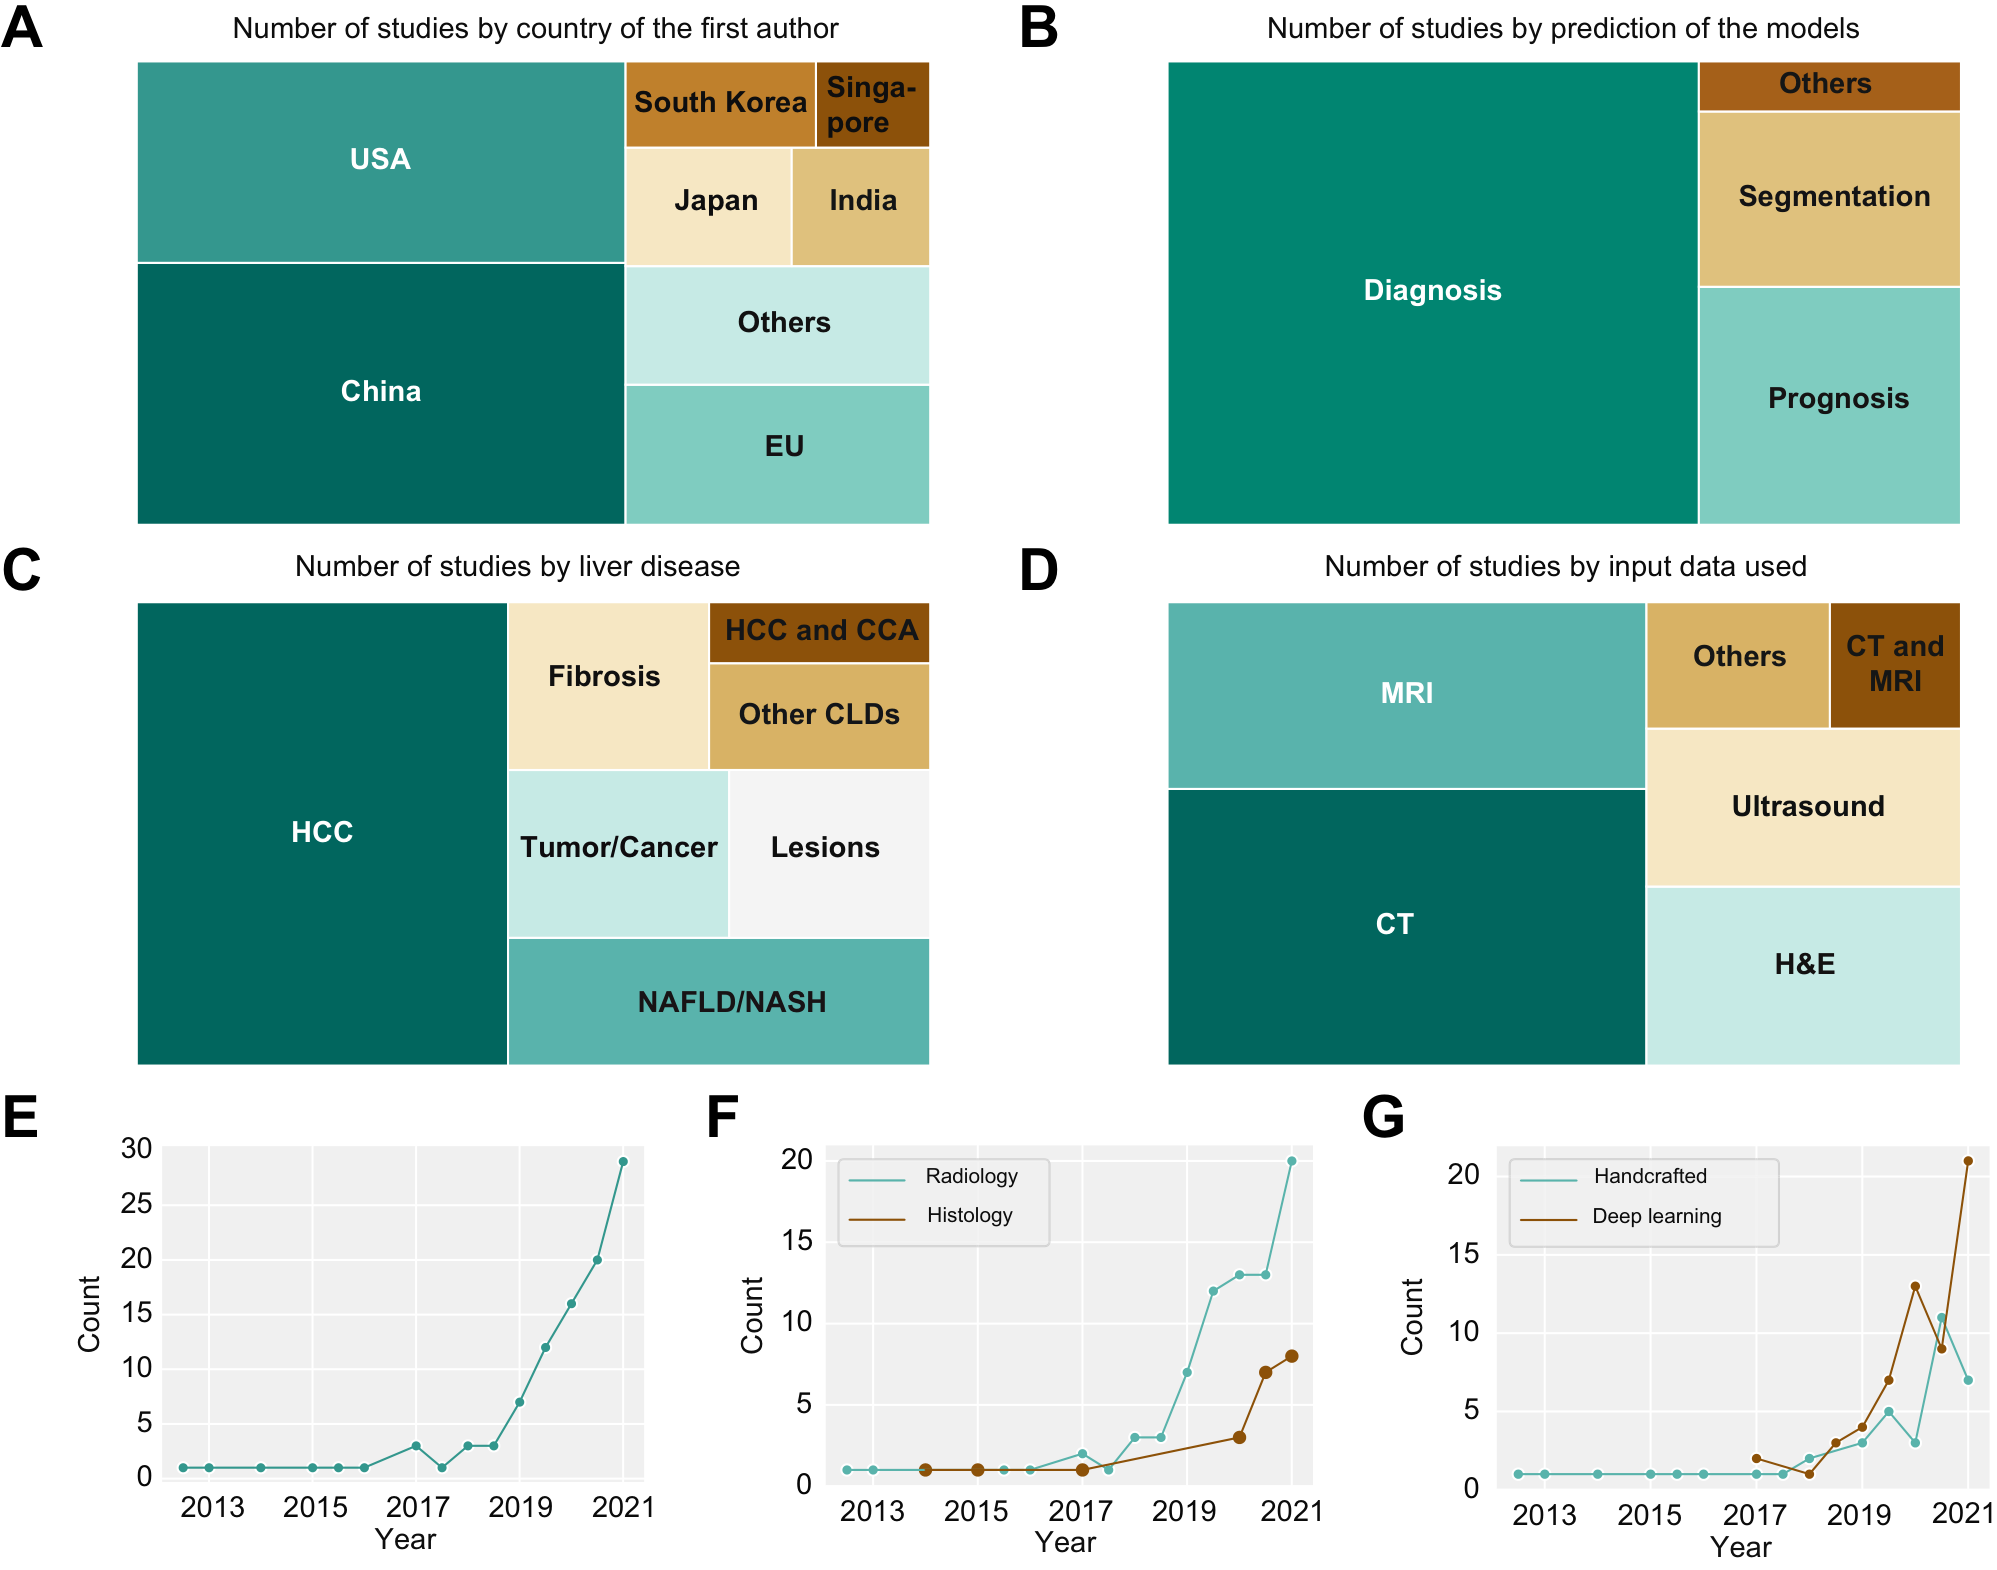 A
Number of studies by country of the first author
USA
South Korea
Singa-
pore
Japan
India
China
Others
EU
B
Number of studies by prediction of the models
Diagnosis
Others
Segmentation
Prognosis
C
Number of studies by liver disease
HCC
Fibrosis
HCC and CCA
Other CLDs
Tumor/Cancer
Lesions
NAFLD/NASH
D
Number of studies by input data used
MRI
Others
CT and
MRI
Ultrasound
CT
H&E
E
30
25
20
15
10
5
0
Count
2013 2015 2017 2019 2021
Year
F
Radiology
Histology
20
15
10
5
0
Count
2013 2015 2017 2019 2021
Year
G
Handcrafted
Deep learning
20
15
10
5
0
Count
2013 2015 2017 2019 2021
Year